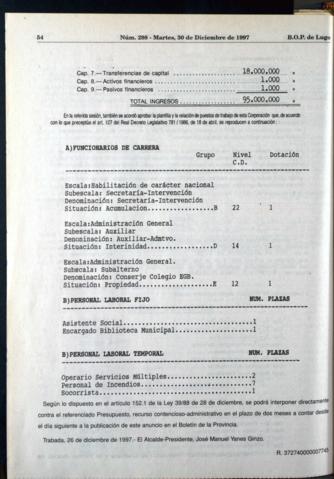 54 Núm. 299 - Martes, 30 de Diciembre de 1997 B.O.P. de Lugo
Cap. 7.— Transferencias de capital ........................ 18.000.000 »
Cap. 8.— Activos financieros ........................ 1.000 »
Cap. 9.— Pasivos financieros ........................ 1.000 »
TOTAL INGRESOS ........................ 95.000.000 »
En la referida sesión, también se acordó aprobar la plantilla y la relación de puestos de trabajo de esta Corporación que, de acuerdo
con lo que preceptúa el art. 127 del Real Decreto Legislativo 781 / 1986, de 18 de abril, se reproducen a continuación :
A)FUNCIONARIOS DE CARRERA
Grupo Nivel Dotación
C.D.
Escala:Habilitación de carácter nacional
Subescala: Secretaría-Intervención
Denominación: Secretaría-Intervención
Situación: Acumulacion...................B 22 1
Escala:Administración General
Subescala: Auxiliar
Denominación: Auxiliar-Admtvo.
Situación: Interinidad...................D 14 1
Escala:Administración General.
Subescala: Subalterno
Denominación: Conserje Colegio EGB.
Situación: Propiedad.....................E 12 1
B)PERSONAL LABORAL FIJO NUM. PLAZAS
Asistente Social.................................1
Escargado Biblioteca Municipal...................1
B)PERSONAL LABORAL TEMPORAL NUM. PLAZAS
Operario Servicios Múltiples.....................2
Personal de Incendios............................7
Socorrista.......................................1
Según lo dispuesto en el artículo 152.1 de la Ley 39/88 de 28 de diciembre, se podrá interponer directamente
contra el referenciado Presupuesto, recurso contencioso-administrativo en el plazo de dos meses a contar desde
el día siguiente a la publicación de este anuncio en el Boletín de la Provincia.
Trabada, 26 de diciembre de 1997.- El Alcalde-Presidente, José Manuel Yanes Ginzo.